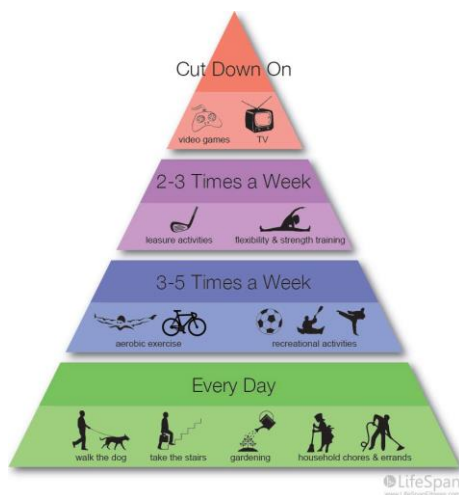 Cut Down On
video games TV
2-3 Times a Week
leasure activities flexibility & strength training
3-5 Times a Week
aerobic exercise recreational activities
Every Day
walk the dog take the stairs gardening household chores & errands
LifeSpan